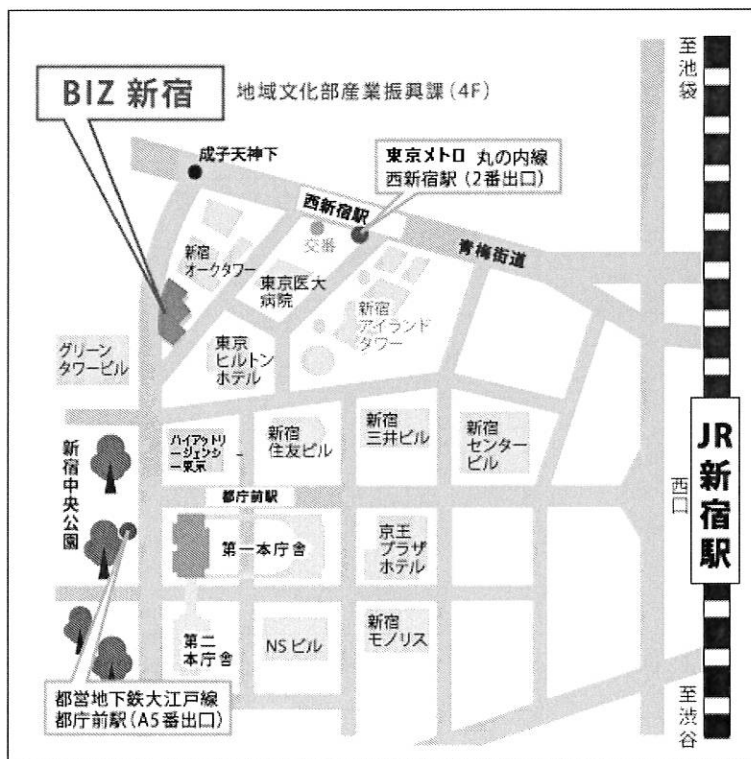 BIZ 新宿
地域文化部産業振興課(4F)
至池袋
成子天神下
東京メトロ 丸の内線
西新宿駅(2番出口)
西新宿駅
交番
青梅街道
新宿
オークタワー
東京医大
病院
新宿
アイランド
タワー
グリーン
タワービル
東京
ヒルトン
ホテル
新宿中央公園
ハイアットリ
ージェンシ
ー東京
新宿
住友ビル
新宿
三井ビル
新宿
センター
ビル
JR新宿駅
西口
都庁前駅
第一本庁舎
京王
プラザ
ホテル
第二
本庁舎
NSビル
新宿
モノリス
都営地下鉄大江戸線
都庁前駅(A5番出口)
至渋谷